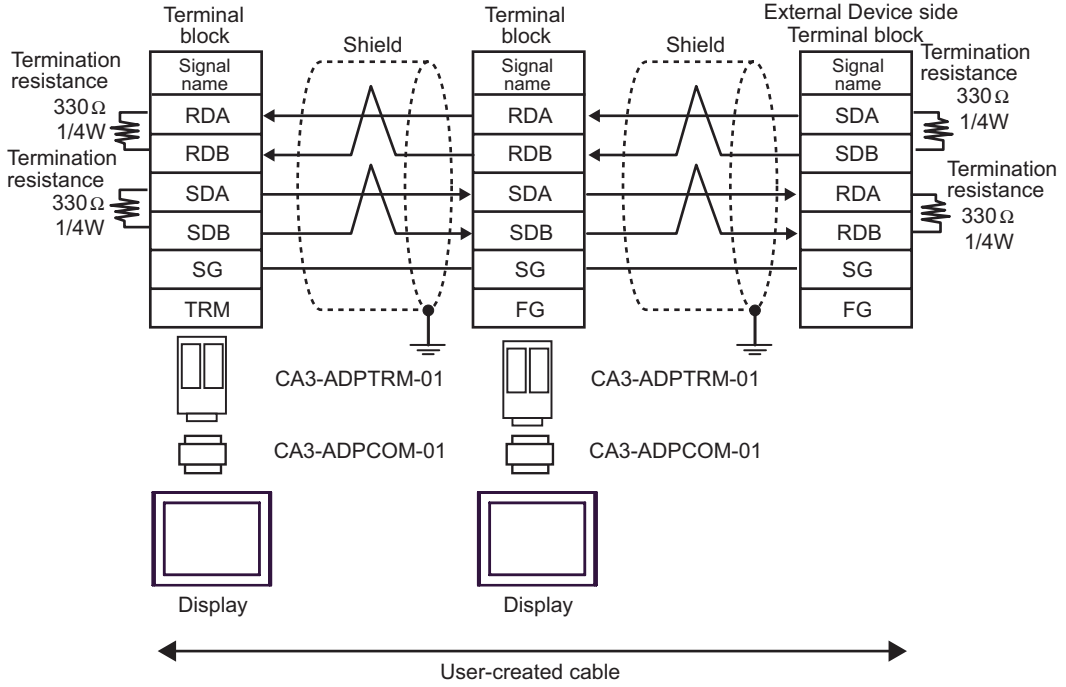 Terminal
block
Shield
Terminal
block
Shield
External Device side
Terminal block
Termination
resistance
330Ω
1/4W
Termination
resistance
330Ω
1/4W
Signal
name
RDA
RDB
SDA
SDB
SG
TRM
Signal
name
RDA
RDB
SDA
SDB
SG
FG
Signal
name
SDA
SDB
RDA
RDB
SG
FG
Termination
resistance
330Ω
1/4W
Termination
resistance
330Ω
1/4W
CA3-ADPTRM-01
CA3-ADPTRM-01
CA3-ADPCOM-01
CA3-ADPCOM-01
Display
Display
User-created cable